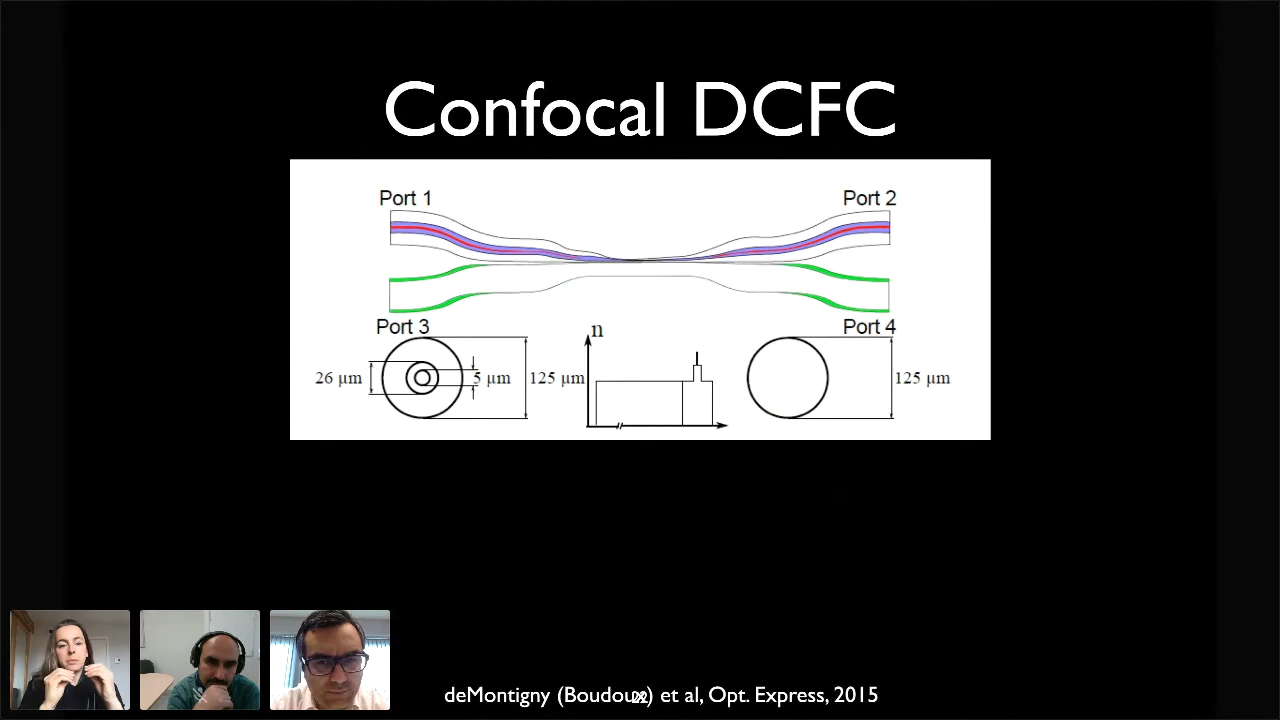 Confocal DCFC
Port 1
Port 2
Port 3
Port 4
n
26 µm
5 µm
125 µm
125 µm
deMontigny (Boudoux) et al, Opt. Express, 2015